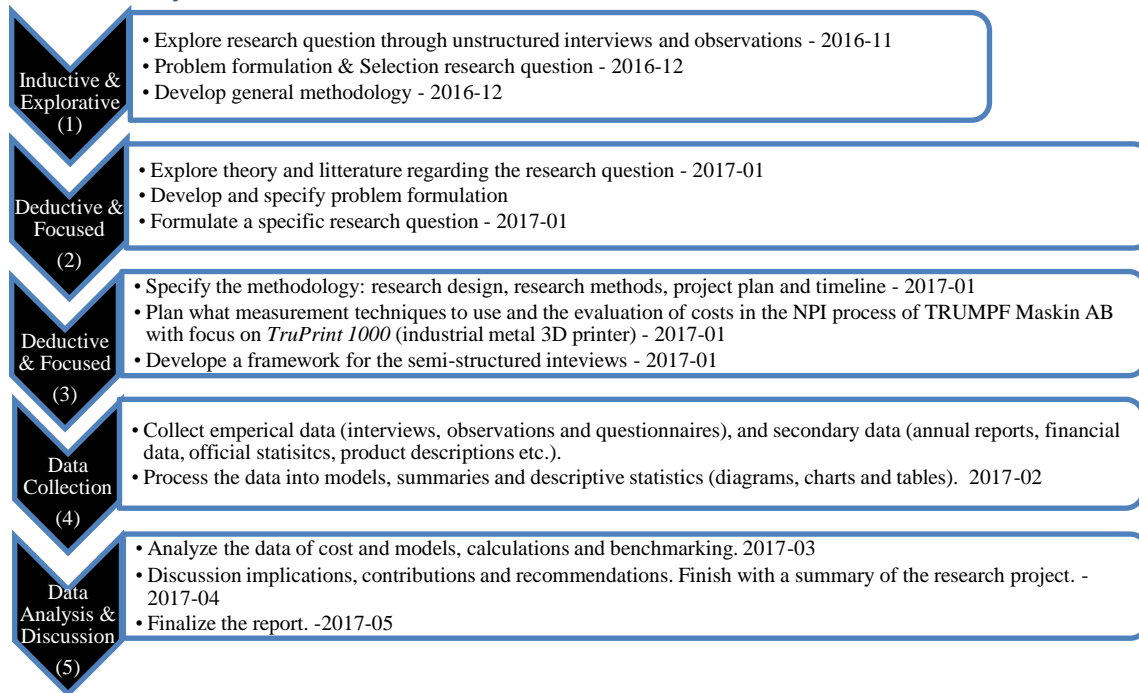 Inductive &
Explorative
(1)
• Explore research question through unstructured interviews and observations - 2016-11
• Problem formulation & Selection research question - 2016-12
• Develop general methodology - 2016-12
Deductive &
Focused
(2)
• Explore theory and litterature regarding the research question - 2017-01
• Develop and specify problem formulation
• Formulate a specific research question - 2017-01
Deductive
& Focused
(3)
• Specify the methodology: research design, research methods, project plan and timeline - 2017-01
• Plan what measurement techniques to use and the evaluation of costs in the NPI process of TRUMPF Maskin AB
with focus on TruPrint 1000 (industrial metal 3D printer) - 2017-01
• Develope a framework for the semi-structured inteviews - 2017-01
Data
Collection
(4)
• Collect emperical data (interviews, observations and questionnaires), and secondary data (annual reports, financial
data, official statisitcs, product descriptions etc.).
• Process the data into models, summaries and descriptive statistics (diagrams, charts and tables). 2017-02
Data
Analysis &
Discussion
(5)
• Analyze the data of cost and models, calculations and benchmarking. 2017-03
• Discussion implications, contributions and recommendations. Finish with a summary of the research project. -
2017-04
• Finalize the report. -2017-05